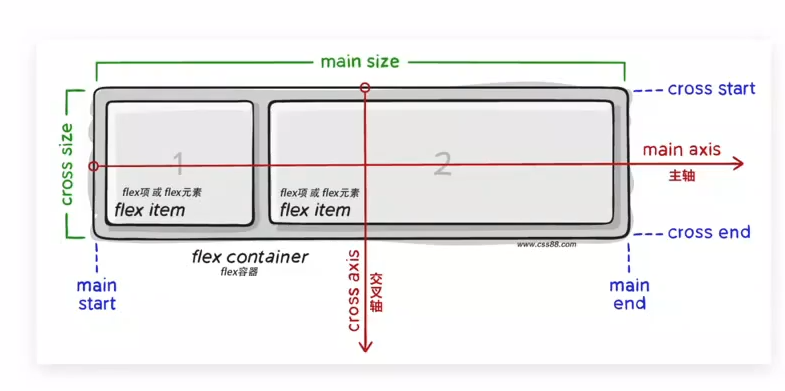 main size
cross start
cross size
1
2
main axis
主轴
flex项 或 flex元素
flex item
flex项 或 flex元素
flex item
cross end
www.css88.com
flex container
flex容器
cross axis
交叉轴
main
start
main
end